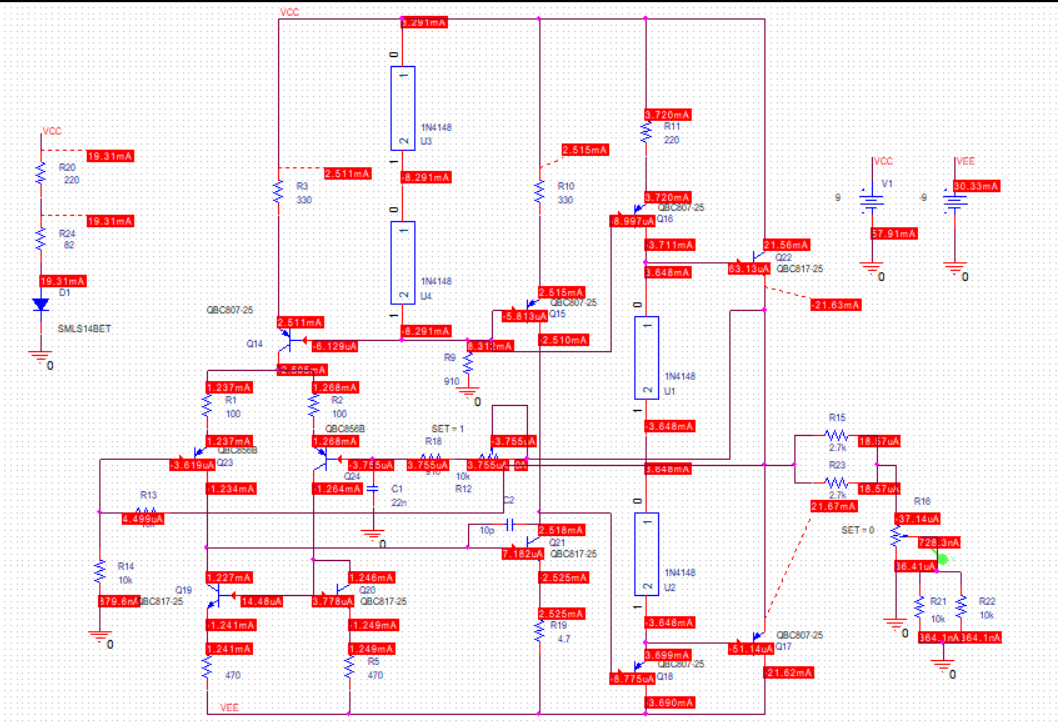 VCC
8.291mA
0
1
1N4148
2
U3
1
-8.291mA
0
1
1N4148
2
U4
1
-8.291mA
VCC
19.31mA
R20
220
19.31mA
R24
82
19.31mA
D1
SMLS14BET
0
2.511mA
R3
330
2.515mA
R10
330
3.720mA
R11
220
3.720mA
QBC807-25
Q16
-8.997uA
-3.711mA
3.648mA
63.13uA
21.56mA
Q22
QBC817-25
-21.63mA
VCC
V1
9
57.91mA
0
VEE
30.33mA
-9
0
QBC807-25
2.511mA
Q14
-6.129uA
2.515mA
QBC807-25
Q15
-5.813uA
-2.510mA
8.312mA
R9
910
0
0
1
1N4148
2
U1
1
-3.648mA
3.648mA
1.237mA
R1
100
1.237mA
QBC856B
Q23
-3.619uA
-1.234mA
1.268mA
R2
100
QBC856B
1.268mA
Q24
-3.755uA
-1.264mA
SET = 1
R18
3.755uA
-3.755uA
3.755uA
10k
R12
C1
22n
0
R13
4.499uA
C2
10p
2.518mA
Q21
QBC817-25
7.182uA
-2.525mA
2.525mA
R19
4.7
R14
10k
379.6nA
0
1.227mA
Q19
QBC817-25
14.48uA
-1.241mA
1.241mA
470
1.246mA
Q20
3.778uA
QBC817-25
-1.249mA
1.249mA
R5
470
VEE
0
1
1N4148
2
U2
1
-3.648mA
3.699mA
QBC807-25
Q18
-8.775uA
-3.690mA
QBC807-25
Q17
-51.14uA
-21.62mA
21.67mA
R15
2.7k
18.57uA
R23
2.7k
18.57uA
R16
-37.14uA
SET = 0
728.3nA
36.41uA
0
R21
10k
R22
10k
364.1nA
364.1nA
0